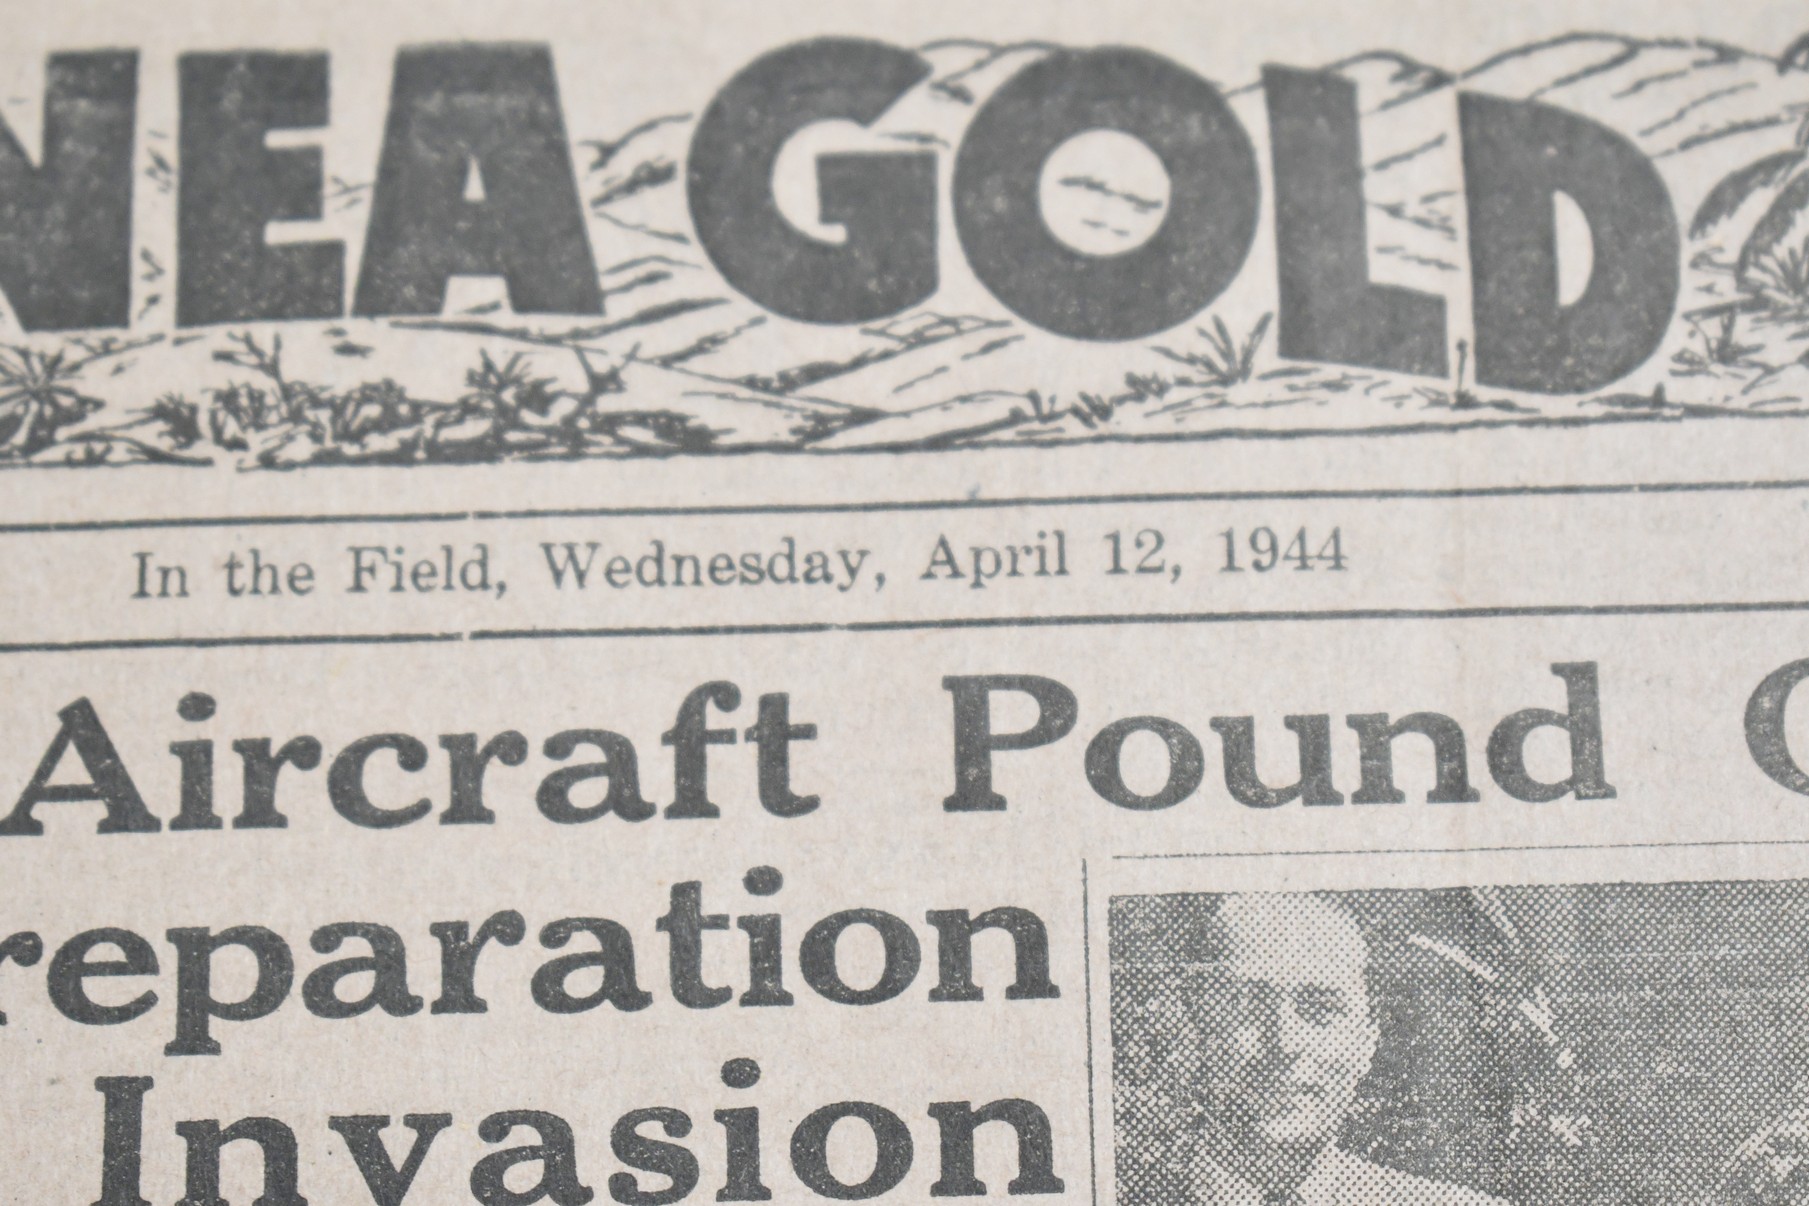 NEA GOLD
In the Field, Wednesday, April 12, 1944
Aircraft Pound
reparation
Invasion